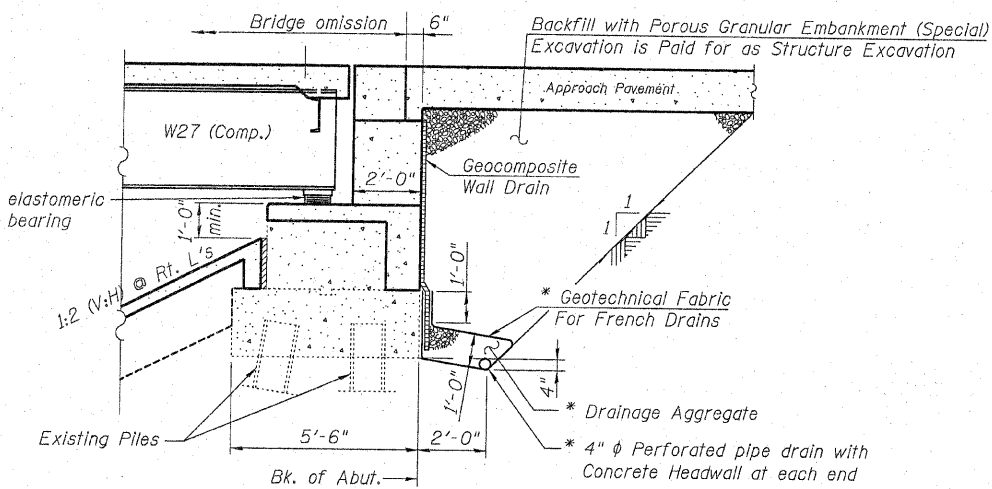 Bridge omission
6"
Backfill with Porous Granular Embankment (Special)
Excavation is Paid for as Structure Excavation
Approach Pavement
W27 (Comp.)
Geocomposite
Wall Drain
2'-0"
elastomeric
bearing
1'-0"
min.
1
1
1:2 (V:H) @ Rt. L's
1'-0"
* Geotechnical Fabric
For French Drains
1'-0"
4"
* Drainage Aggregate
Existing Piles
5'-6"
2'-0"
* 4" ϕ Perforated pipe drain with
Concrete Headwall at each end
Bk. of Abut.